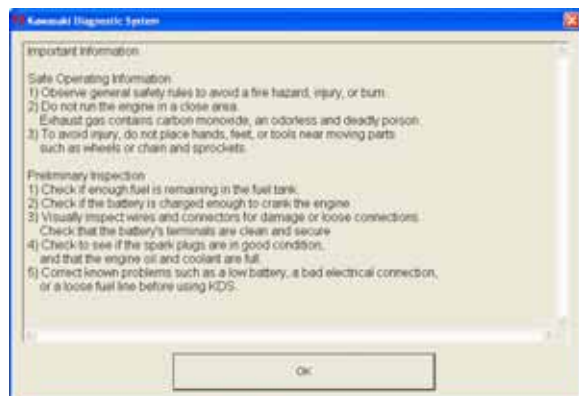 Kawasaki Diagnostic System
Important Information
Safe Operating Information
1) Observe general safety rules to avoid a fire hazard, injury, or burn.
2) Do not run the engine in a close area.
Exhaust gas contains carbon monoxide, an odorless and deadly poison.
3) To avoid injury, do not place hands, feet, or tools near moving parts
such as wheels or chain and sprockets.
Preliminary Inspection
1) Check if enough fuel is remaining in the fuel tank.
2) Check if the battery is charged enough to crank the engine.
3) Visually inspect wires and connectors for damage or loose connections.
Check that the battery's terminals are clean and secure
4) Check to see if the spark plugs are in good condition,
and that the engine oil and coolant are full.
5) Correct known problems such as a low battery, a bad electrical connection,
or a loose fuel line before using KDS.
OK